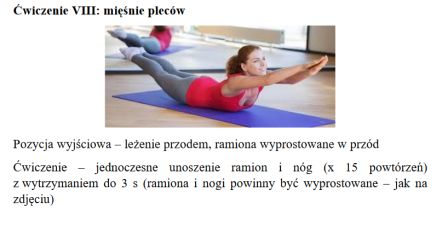 Ćwiczenie VIII: mięśnie pleców
Pozycja wyjściowa – leżenie przodem, ramiona wyprostowane w przód
Ćwiczenie – jednoczesne unoszenie ramion i nóg (x 15 powtórzeń)
z wytrzymaniem do 3 s (ramiona i nogi powinny być wyprostowane – jak na
zdjęciu)